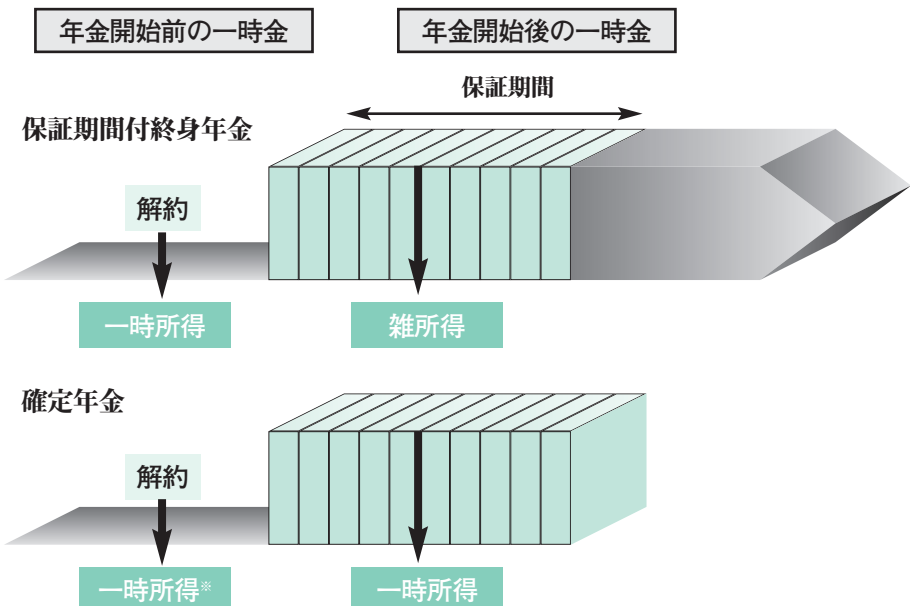 年金開始前の一時金
年金開始後の一時金
保証期間
保証期間付終身年金
解約
一時所得
雑所得
確定年金
解約
一時所得※
一時所得